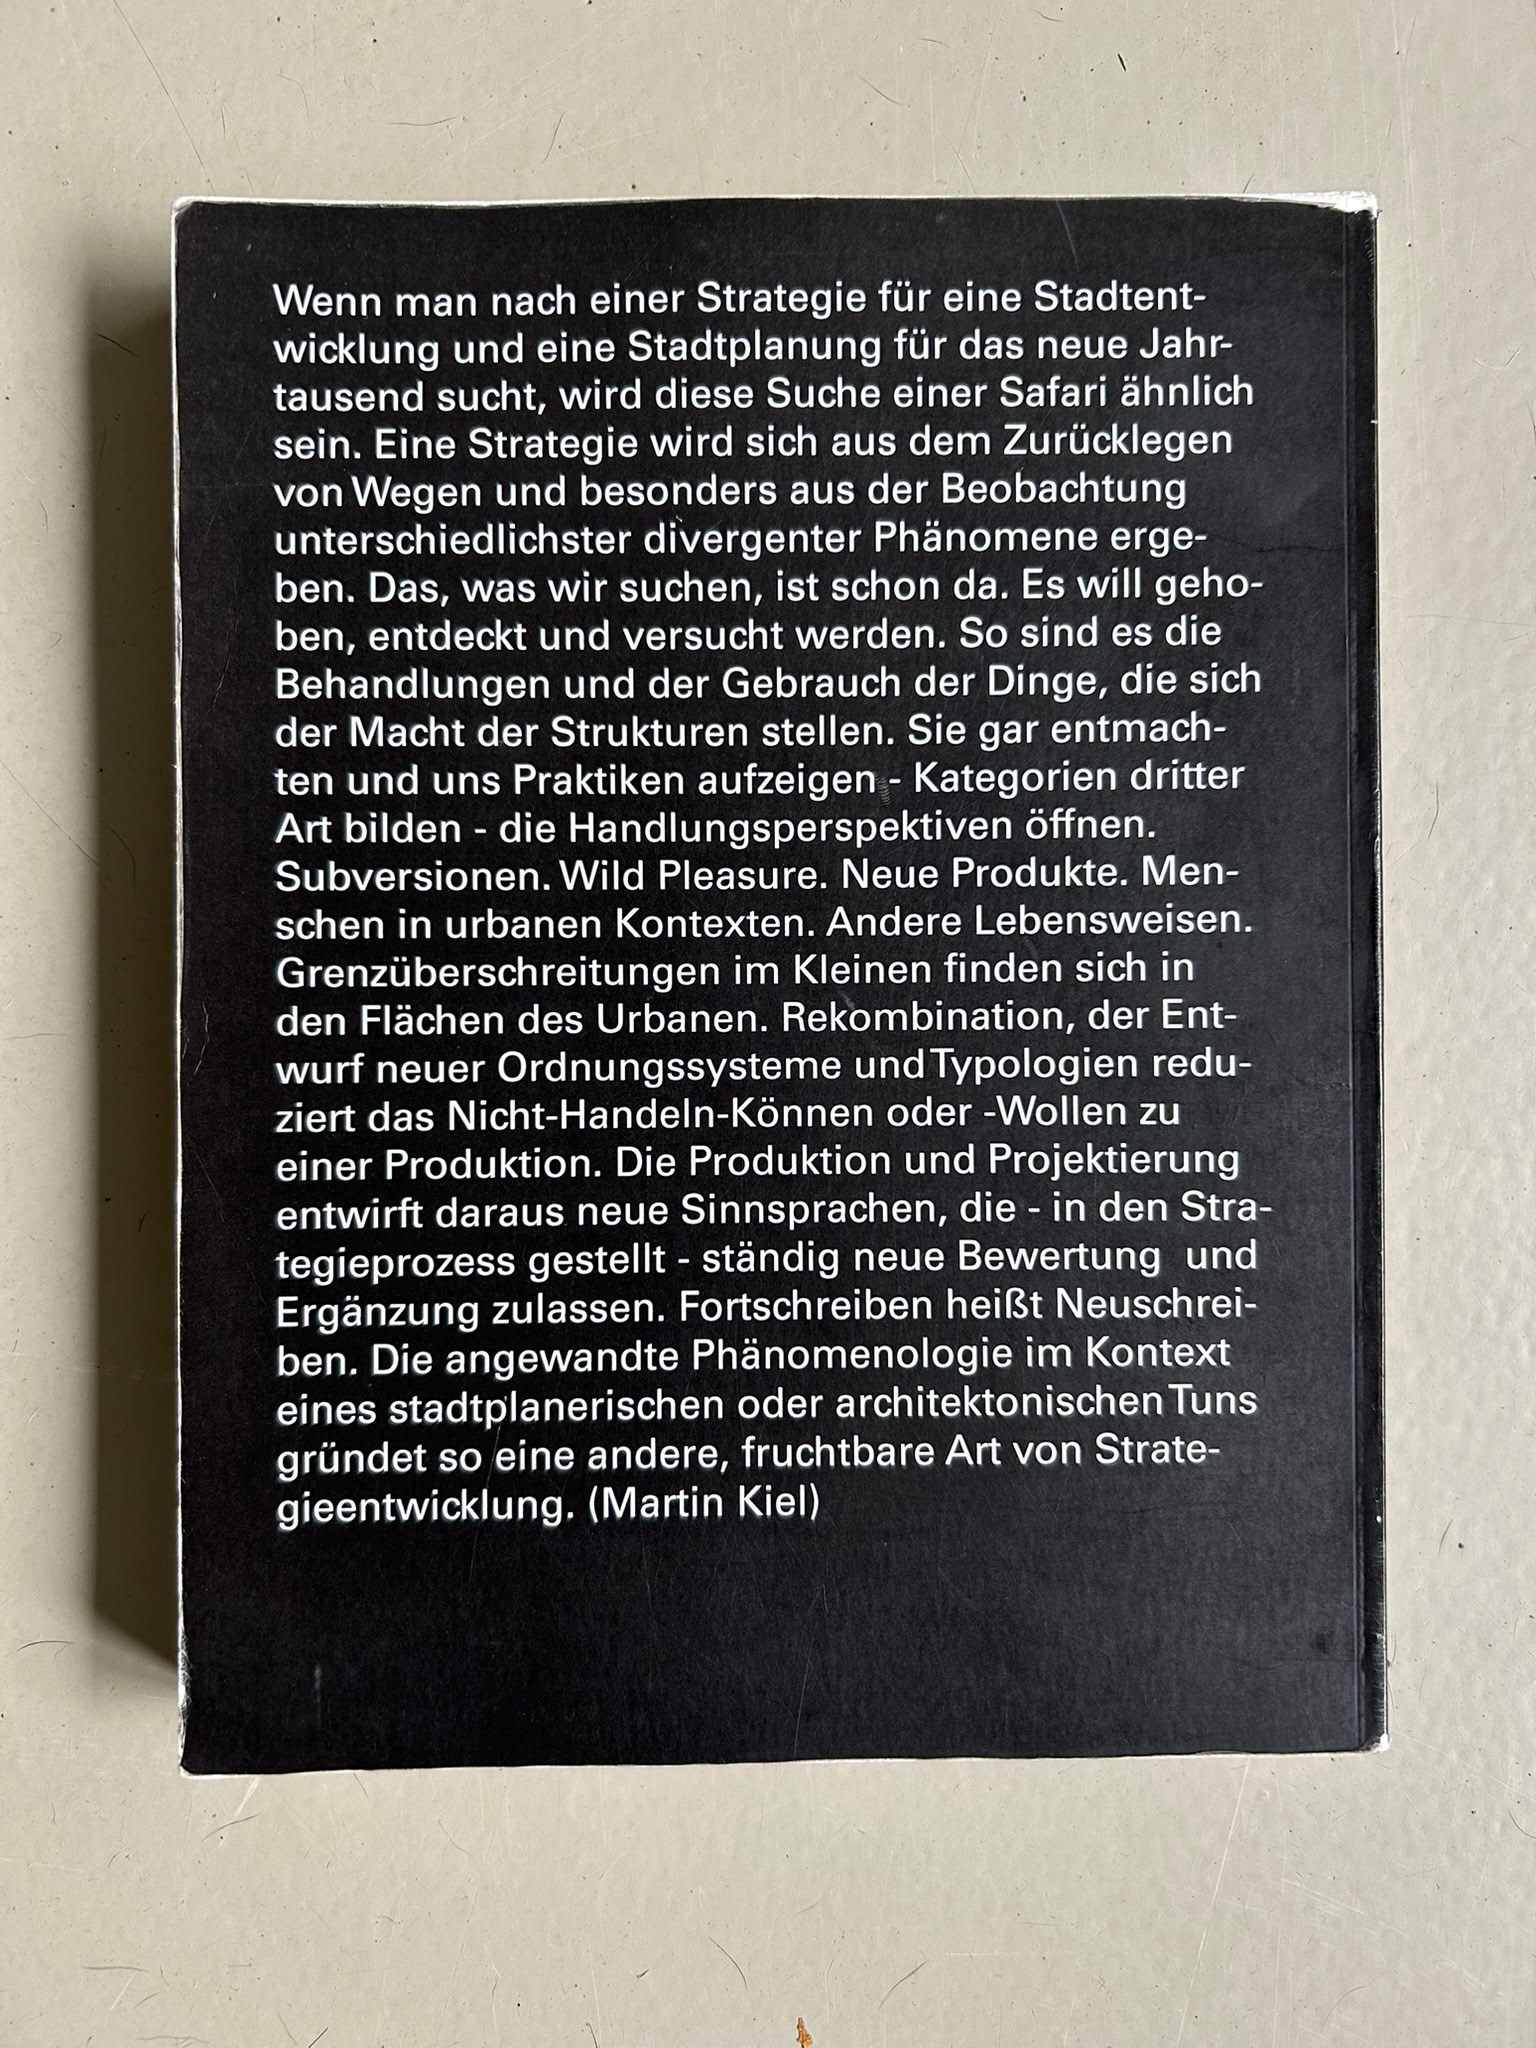 Wenn man nach einer Strategie für eine Stadtent-
wicklung und eine Stadtplanung für das neue Jahr-
tausend sucht, wird diese Suche einer Safari ähnlich
sein. Eine Strategie wird sich aus dem Zurücklegen
von Wegen und besonders aus der Beobachtung
unterschiedlichster divergenter Phänomene erge-
ben. Das, was wir suchen, ist schon da. Es will geho-
ben, entdeckt und versucht werden. So sind es die
Behandlungen und der Gebrauch der Dinge, die sich
der Macht der Strukturen stellen. Sie gar entmach-
ten und uns Praktiken aufzeigen - Kategorien dritter
Art bilden - die Handlungsperspektiven öffnen.
Subversionen. Wild Pleasure. Neue Produkte. Men-
schen in urbanen Kontexten. Andere Lebensweisen.
Grenzüberschreitungen im Kleinen finden sich in
den Flächen des Urbanen. Rekombination, der Ent-
wurf neuer Ordnungssysteme und Typologien redu-
ziert das Nicht-Handeln-Können oder -Wollen zu
einer Produktion. Die Produktion und Projektierung
entwirft daraus neue Sinnsprachen, die - in den Stra-
tegieprozess gestellt - ständig neue Bewertung und
Ergänzung zulassen. Fortschreiben heißt Neuschrei-
ben. Die angewandte Phänomenologie im Kontext
eines stadtplanerischen oder architektonischen Tuns
gründet so eine andere, fruchtbare Art von Strate-
gieentwicklung. (Martin Kiel)